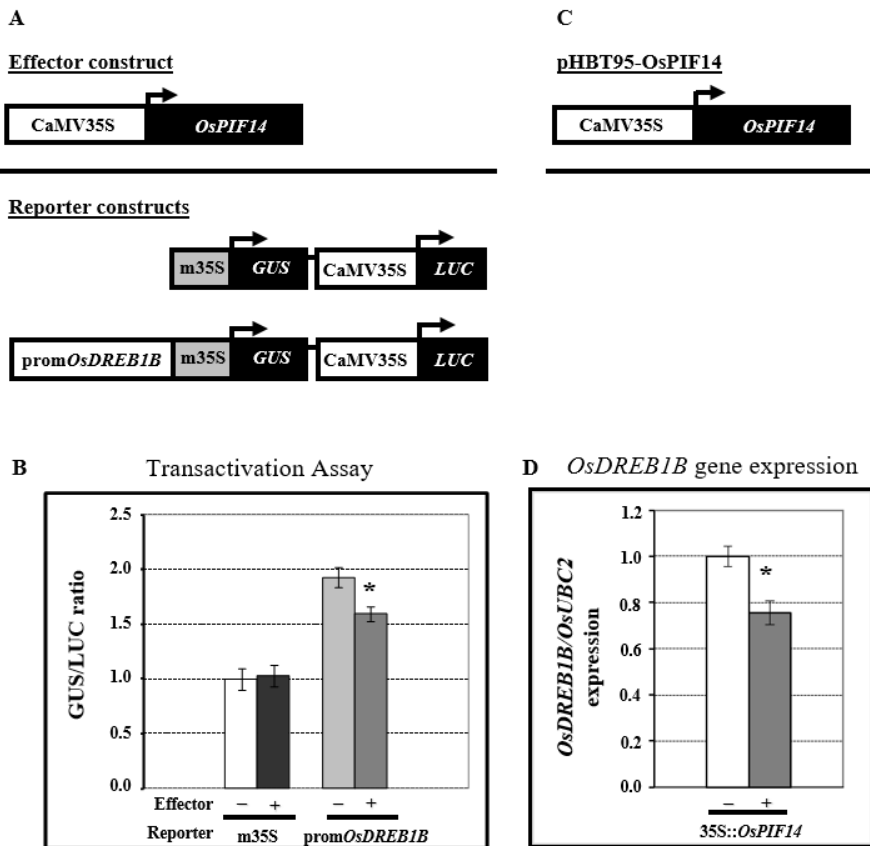 A
Effector construct
CaMV35S OsPIF14
Reporter constructs
m35S GUS CaMV35S LUC
promOsDREB1B m35S GUS CaMV35S LUC
C
pHBT95-OsPIF14
CaMV35S OsPIF14
B Transactivation Assay
GUS/LUC ratio
2.5
2.0
1.5
1.0
0.5
0.0
*
Effector – + – +
Reporter m35S promOsDREB1B
D OsDREB1B gene expression
OsDREB1B/OsUBC2
expression
1.2
1.0
0.8
0.6
0.4
0.2
0.0
*
– +
35S::OsPIF14